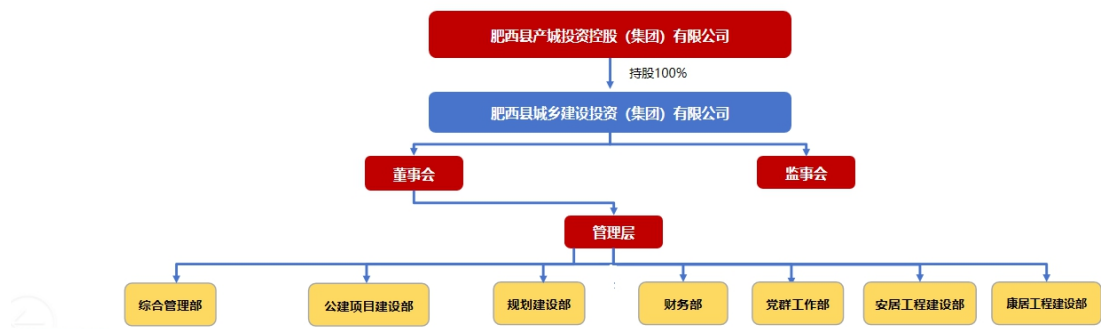 肥西县产城投资控股（集团）有限公司
持股100%
肥西县城乡建设投资（集团）有限公司
董事会
监事会
管理层
综合管理部
公建项目建设部
规划建设部
财务部
党群工作部
安居工程建设部
康居工程建设部